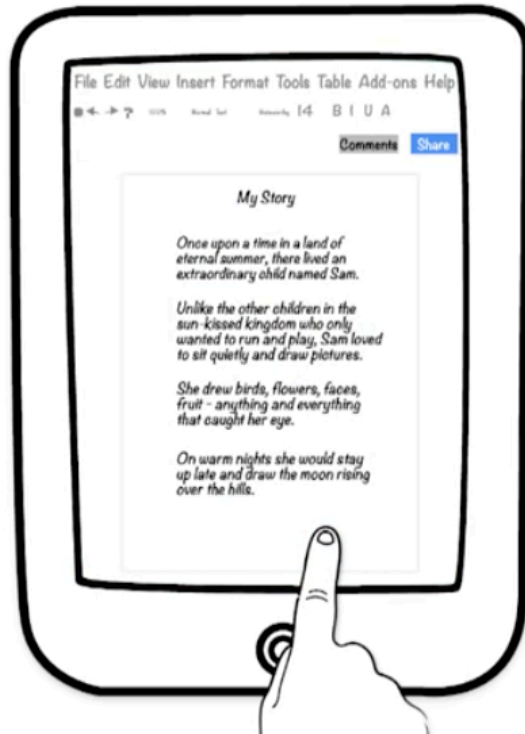 File Edit View Insert Format Tools Table Add-ons Help
100% Normal Text 14 B I U A
Comments Share
My Story
Once upon a time in a land of
eternal summer, there lived an
extraordinary child named Sam.
Unlike the other children in the
sun-kissed kingdom who only
wanted to run and play, Sam loved
to sit quietly and draw pictures.
She drew birds, flowers, faces,
fruit - anything and everything
that caught her eye.
On warm nights she would stay
up late and draw the moon rising
over the hills.